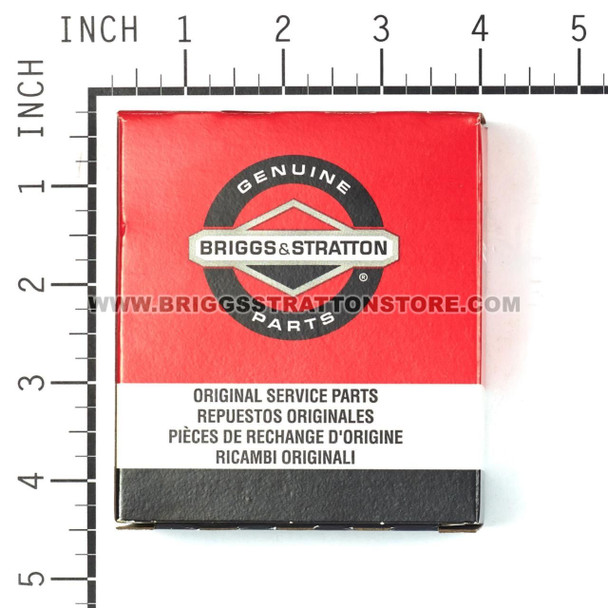 INCH 1 2 3 4 5
INCH
1
2
3
4
5
GENUINE
BRIGGS&STRATTON
®
PARTS
WWW.BRIGGSSTRATTONSTORE.COM
ORIGINAL SERVICE PARTS
REPUESTOS ORIGINALES
PIÈCES DE RECHANGE D'ORIGINE
RICAMBI ORIGINALI